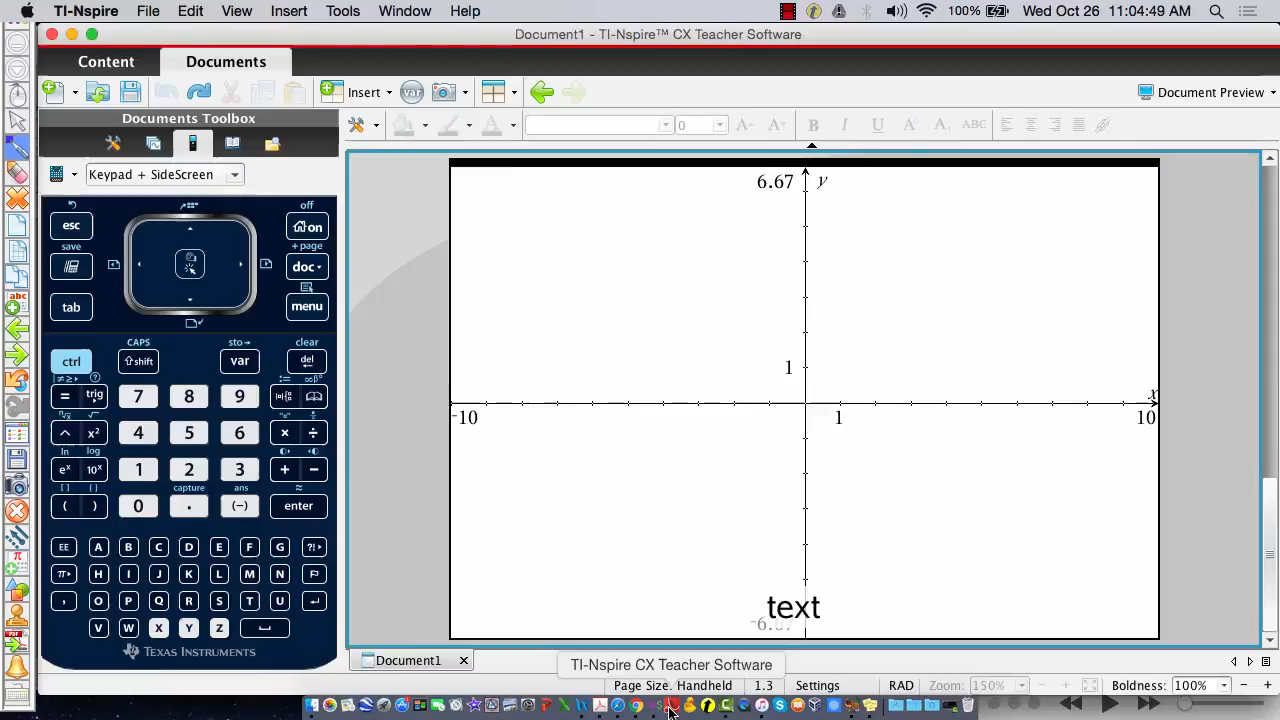 TI-Nspire File Edit View Insert Tools Window Help 100% Wed Oct 26 11:04:49 AM
Document1 - TI-Nspire™ CX Teacher Software
Content Documents
Insert var Document Preview
Documents Toolbox
0 B I U A A ABC
Keypad + SideScreen
off
esc on
save + page
doc
tab menu
CAPS sto→ clear
ctrl shift var del
= trig 7 8 9
^ x² 4 5 6 × ÷
ln log
eˣ 10ˣ 1 2 3 + −
[ ] { } capture ans ≈
( ) 0 . (−) enter
EE A B C D E F G ?!▸
π▸ H I J K L M N
, O P Q R S T U
V W X Y Z
TEXAS INSTRUMENTS
6.67 y
1
x
-10 1 10
text
-6.67
Document1
TI-Nspire CX Teacher Software
Page Size: Handheld 1.3 Settings RAD Zoom: 150% Boldness: 100%